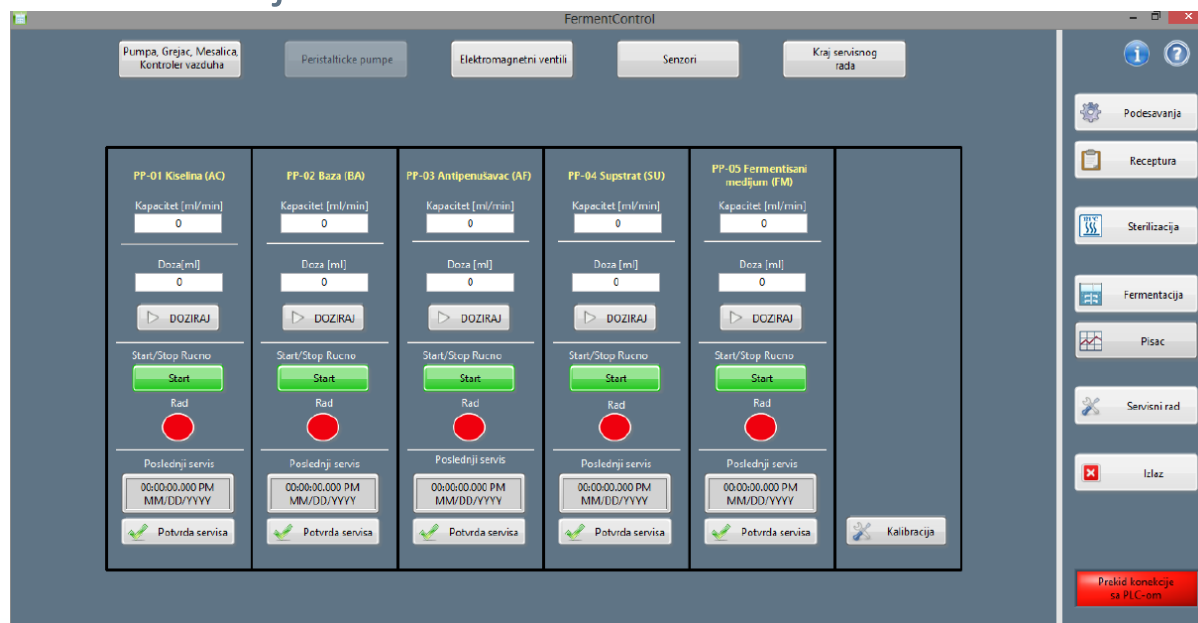 FermentControl
Pumpa, Grejac, Mesalica,
Kontroler vazduha
Peristalticke pumpe
Elektromagnetni ventili
Senzori
Kraj servisnog
rada
PP-01 Kiselina (AC)
Kapacitet [ml/min]
0
Doza[ml]
0
DOZIRAJ
Start/Stop Rucno
Start
Rad
Poslednji servis
00:00:00.000 PM
MM/DD/YYYY
Potvrda servisa
PP-02 Baza (BA)
Kapacitet [ml/min]
0
Doza [ml]
0
DOZIRAJ
Start/Stop Rucno
Start
Rad
Poslednji servis
00:00:00.000 PM
MM/DD/YYYY
Potvrda servisa
PP-03 Antipenušavac (AF)
Kapacitet [ml/min]
0
Doza [ml]
0
DOZIRAJ
Start/Stop Rucno
Start
Rad
Poslednji servis
00:00:00.000 PM
MM/DD/YYYY
Potvrda servisa
PP-04 Supstrat (SU)
Kapacitet [ml/min]
0
Doza [ml]
0
DOZIRAJ
Start/Stop Rucno
Start
Rad
Poslednji servis
00:00:00.000 PM
MM/DD/YYYY
Potvrda servisa
PP-05 Fermentisani
medijum (FM)
Kapacitet [ml/min]
0
Doza [ml]
0
DOZIRAJ
Start/Stop Rucno
Start
Rad
Poslednji servis
00:00:00.000 PM
MM/DD/YYYY
Potvrda servisa
Kalibracija
Podesavanja
Receptura
Sterilizacija
Fermentacija
Pisac
Servisni rad
Izlaz
Prekid konekcije
sa PLC-om